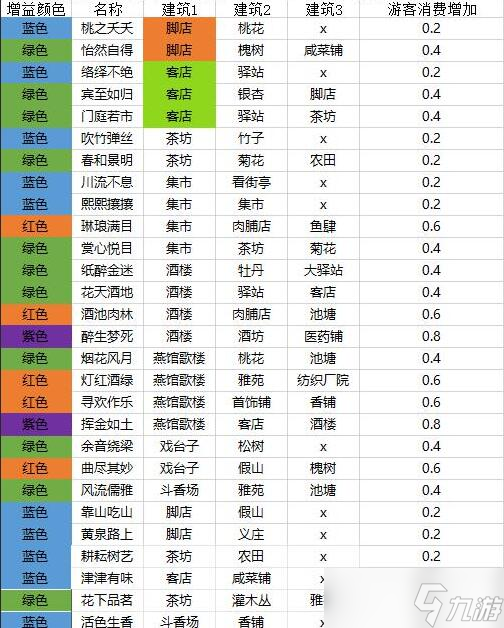 增益颜色 名称 建筑1 建筑2 建筑3 游客消费增加
蓝色 桃之夭夭 脚店 桃花 x 0.2
绿色 怡然自得 脚店 槐树 咸菜铺 0.4
蓝色 络绎不绝 客店 驿站 x 0.2
绿色 宾至如归 客店 银杏 脚店 0.4
绿色 门庭若市 客店 驿站 茶坊 0.4
蓝色 吹竹弹丝 茶坊 竹子 x 0.2
绿色 春和景明 茶坊 菊花 农田 0.4
蓝色 川流不息 集市 看街亭 x 0.2
蓝色 熙熙攘攘 集市 集市 x 0.2
红色 琳琅满目 集市 肉脯店 鱼肆 0.6
绿色 赏心悦目 集市 茶坊 菊花 0.4
绿色 纸醉金迷 酒楼 牡丹 大驿站 0.4
绿色 花天酒地 酒楼 驿站 客店 0.4
红色 酒池肉林 酒楼 肉脯店 池塘 0.6
紫色 醉生梦死 酒楼 酒坊 医药铺 0.8
绿色 烟花风月 燕馆歌楼 桃花 池塘 0.4
红色 灯红酒绿 燕馆歌楼 雅苑 纺织厂院 0.6
红色 寻欢作乐 燕馆歌楼 首饰铺 香铺 0.6
紫色 挥金如土 燕馆歌楼 客店 酒楼 0.8
绿色 余音绕梁 戏台子 松树 x 0.4
红色 曲尽其妙 戏台子 假山 槐树 0.6
绿色 风流儒雅 斗香场 雅苑 池塘 0.4
蓝色 靠山吃山 脚店 假山 x 0.2
蓝色 黄泉路上 脚店 义庄 x 0.2
蓝色 耕耘树艺 茶坊 农田 x 0.2
蓝色 津津有味 客店 咸菜铺 x
绿色 花下品茗 茶坊 灌木丛 雅
蓝色 活色生香 斗香场 香铺 x
九游